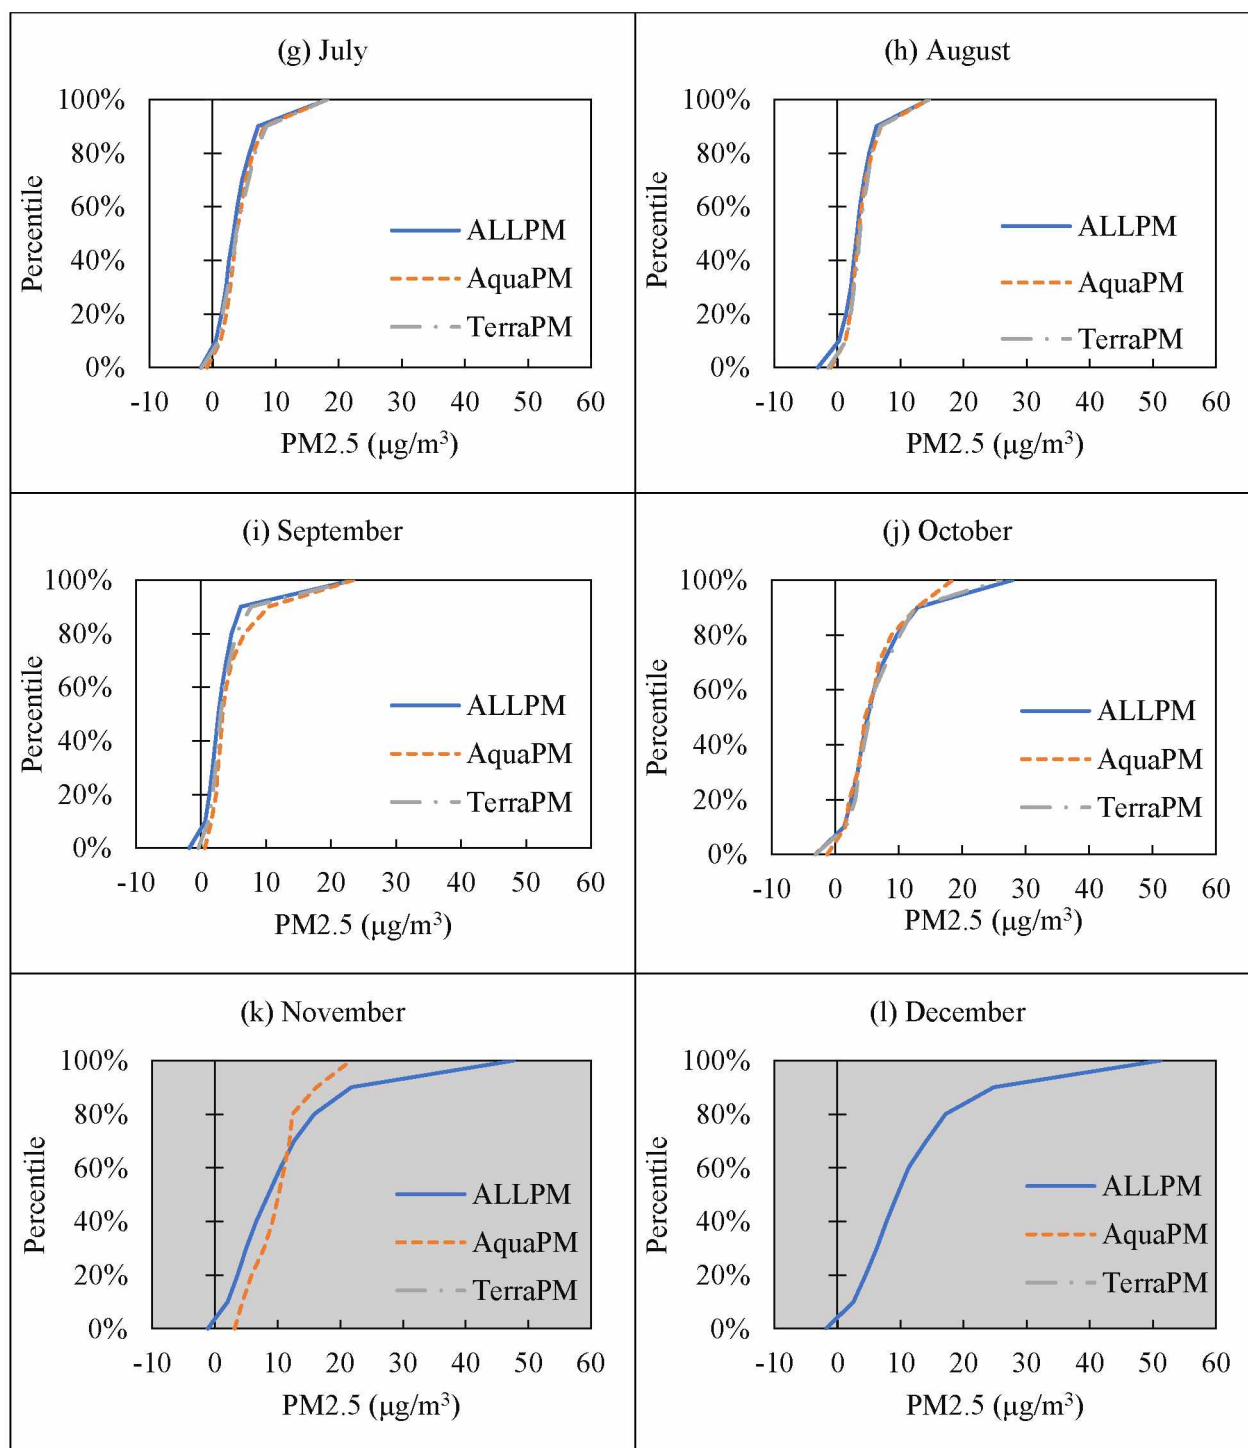 (g) July
100%
80%
60%
40%
20%
0%
Percentile
ALLPM
AquaPM
TerraPM
-10 0 10 20 30 40 50 60
PM2.5 (µg/m³)
(h) August
100%
80%
60%
40%
20%
0%
Percentile
ALLPM
AquaPM
TerraPM
-10 0 10 20 30 40 50 60
PM2.5 (µg/m³)
(i) September
100%
80%
60%
40%
20%
0%
Percentile
ALLPM
AquaPM
TerraPM
-10 0 10 20 30 40 50 60
PM2.5 (µg/m³)
(j) October
100%
80%
60%
40%
20%
0%
Percentile
ALLPM
AquaPM
TerraPM
-10 0 10 20 30 40 50 60
PM2.5 (µg/m³)
(k) November
100%
80%
60%
40%
20%
0%
Percentile
ALLPM
AquaPM
TerraPM
-10 0 10 20 30 40 50 60
PM2.5 (µg/m³)
(l) December
100%
80%
60%
40%
20%
0%
Percentile
ALLPM
AquaPM
TerraPM
-10 0 10 20 30 40 50 60
PM2.5 (µg/m³)